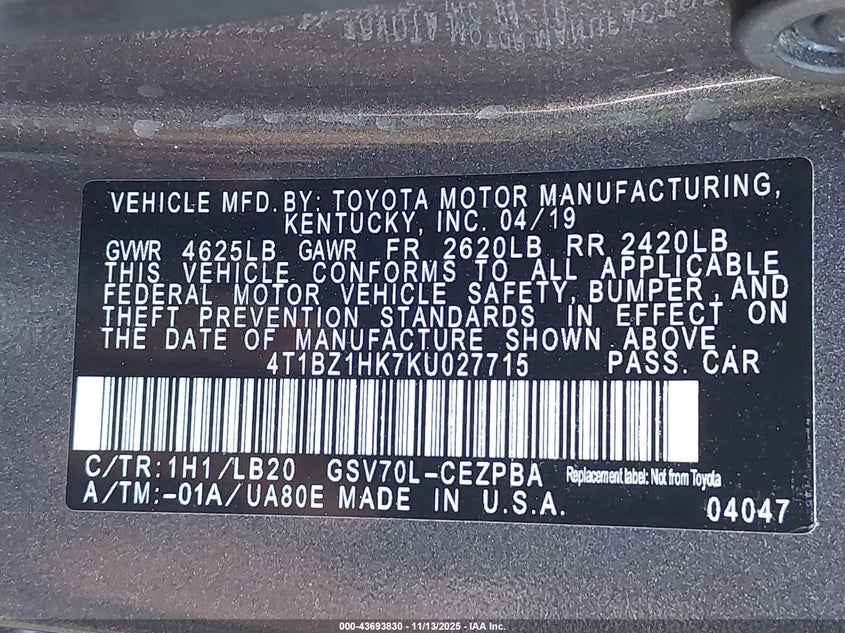 TOYOTA MOTOR MANUFACT
VEHICLE MFD.BY: TOYOTA MOTOR MANUFACTURING,
KENTUCKY, INC. 04/19
GVWR 4625LB GAWR FR 2620LB RR 2420LB
THIS VEHICLE CONFORMS TO ALL APPLICABLE
FEDERAL MOTOR VEHICLE SAFETY, BUMPER, AND
THEFT PREVENTION STANDARDS IN EFFECT ON
THE DATE OF MANUFACTURE SHOWN ABOVE.
4T1BZ1HK7KU027715 PASS. CAR
C/TR:1H1/LB20 GSV70L-CEZPBA Replacement label: Not from Toyota
A/TM:-01A/UA80E MADE IN U.S.A. 04047
000-43693830 - 11/13/2025 - IAA Inc.